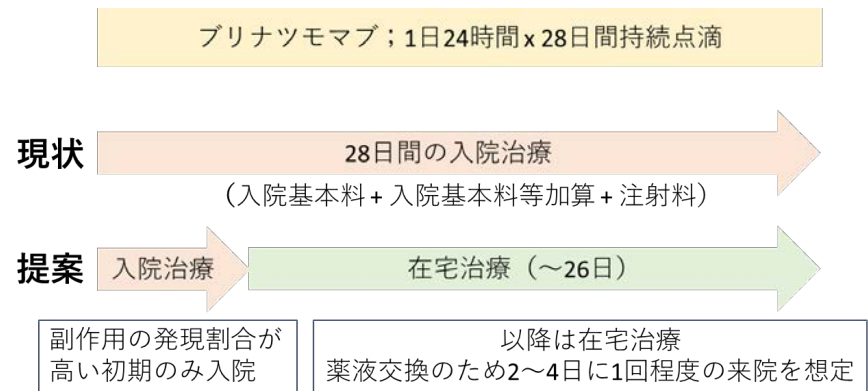 ブリナツモマブ；1日24時間 x 28日間持続点滴
現状
28日間の入院治療
（入院基本料 + 入院基本料等加算 + 注射料）
提案
入院治療
在宅治療（～26日）
副作用の発現割合が
高い初期のみ入院
以降は在宅治療
薬液交換のため2～4日に1回程度の来院を想定